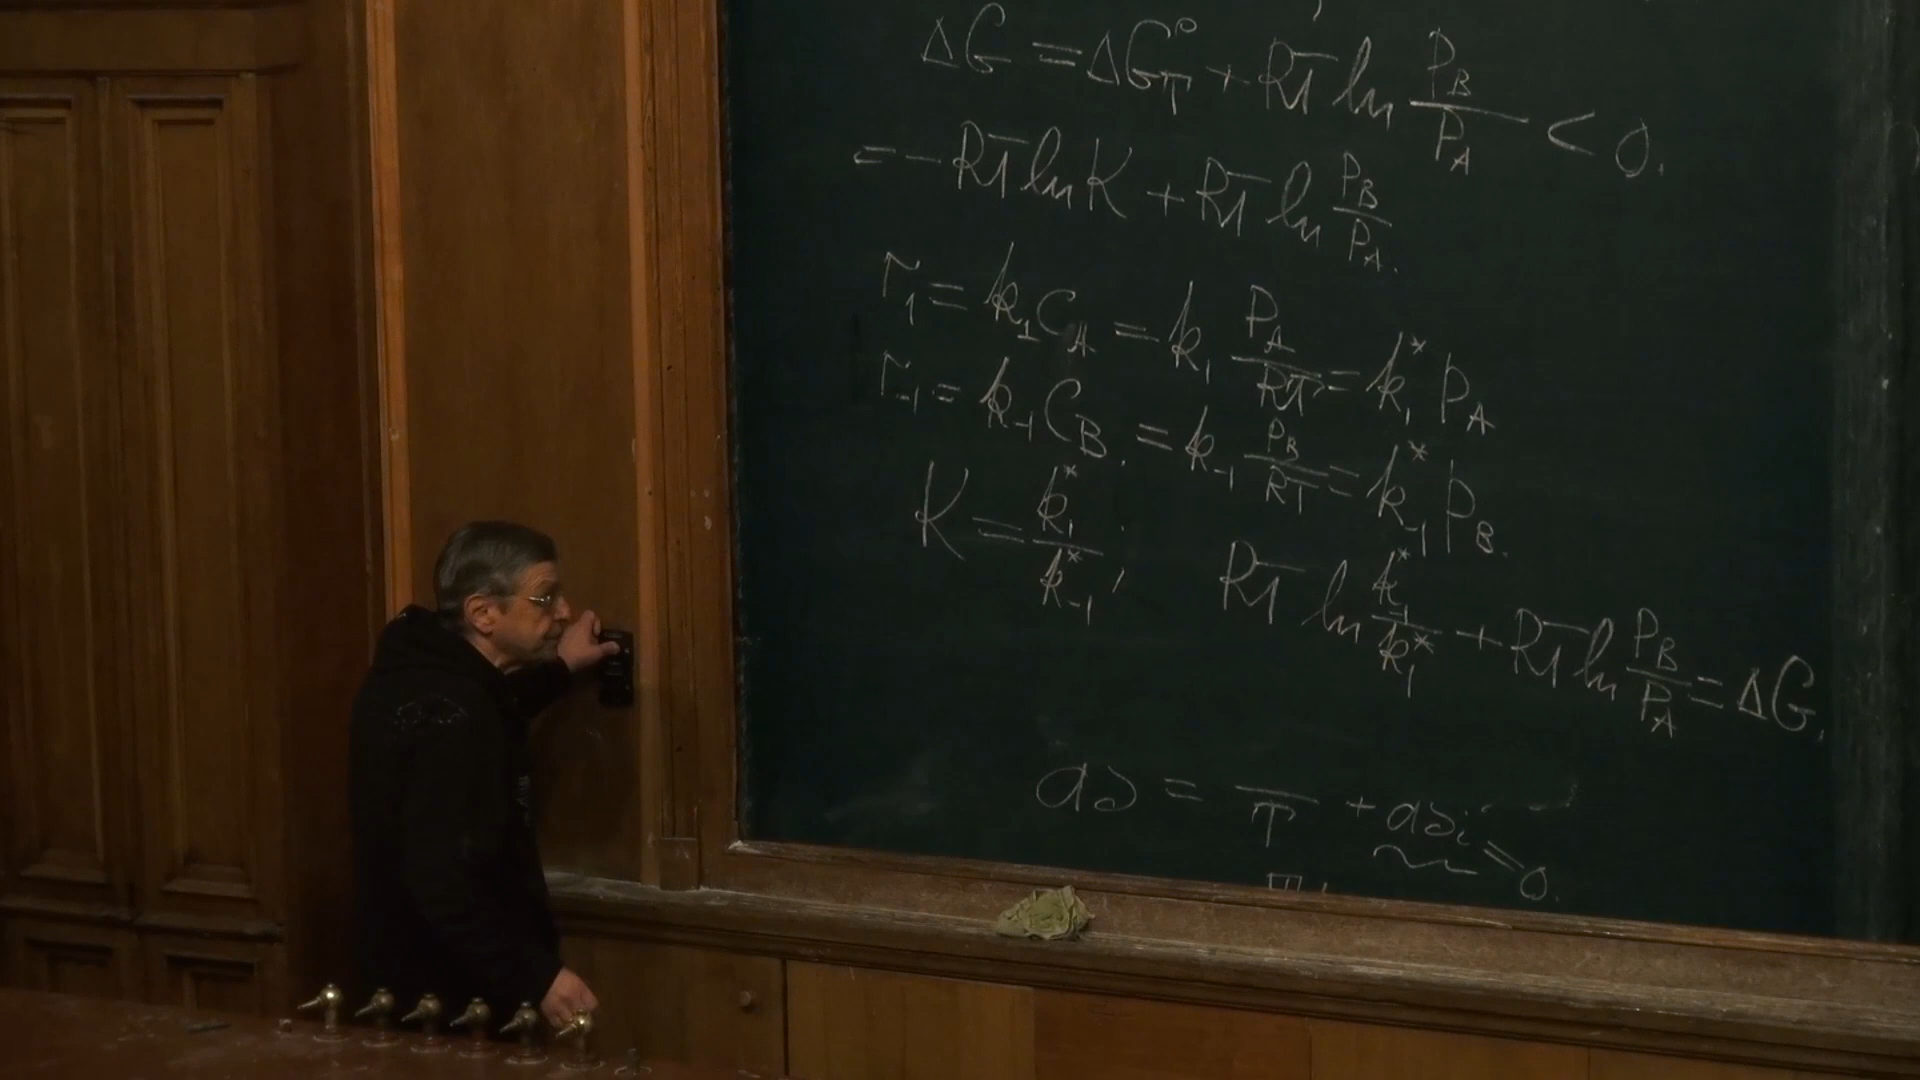 ΔG = ΔG°_T + RT ln P_B/P_A < 0.
= - RT ln K + RT ln P_B/P_A.
r_1 = k_1 C_A = k_1 P_A/RT = k_1^* P_A
r_-1 = k_-1 C_B. = k_-1 P_B/RT = k_-1^* P_B.
K = k_1^*/k_-1^*, RT ln k_-1^*/k_1^* + RT ln P_B/P_A = ΔG.